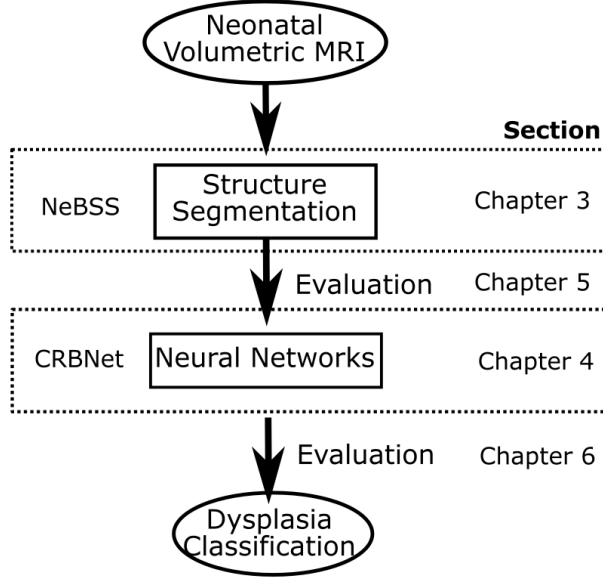 Neonatal
Volumetric MRI
Section
NeBSS
Structure
Segmentation
Chapter 3
Evaluation
Chapter 5
CRBNet
Neural Networks
Chapter 4
Evaluation
Chapter 6
Dysplasia
Classification